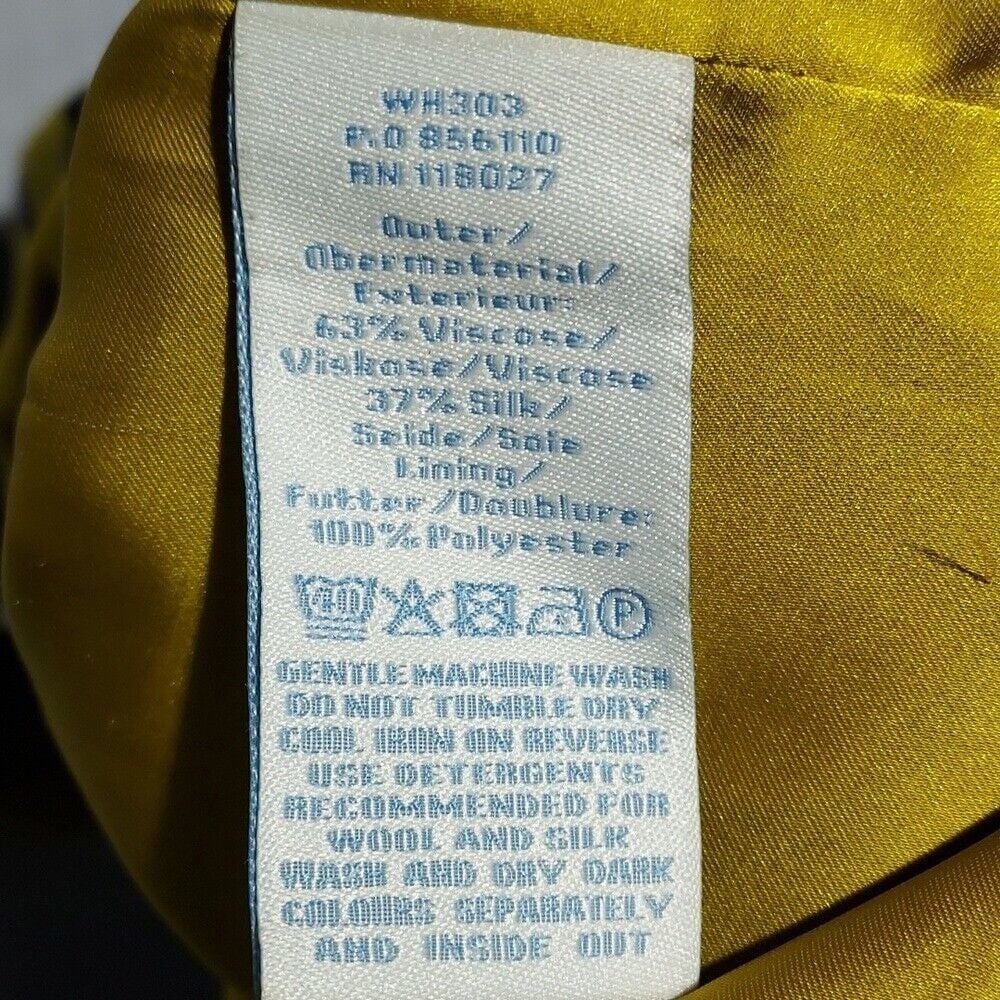 WH303
P.O 856110
RN 118027
Outer/
Obermaterial/
Exterieur:
63% Viscose/
Viskose/Viscose
37% Silk/
Seide/Soie
Lining/
Futter/Doublure:
100% Polyester
40 P
GENTLE MACHINE WASH
DO NOT TUMBLE DRY
COOL IRON ON REVERSE
USE DETERGENTS
RECOMMENDED FOR
WOOL AND SILK
WASH AND DRY DARK
COLOURS SEPARATELY
AND INSIDE OUT